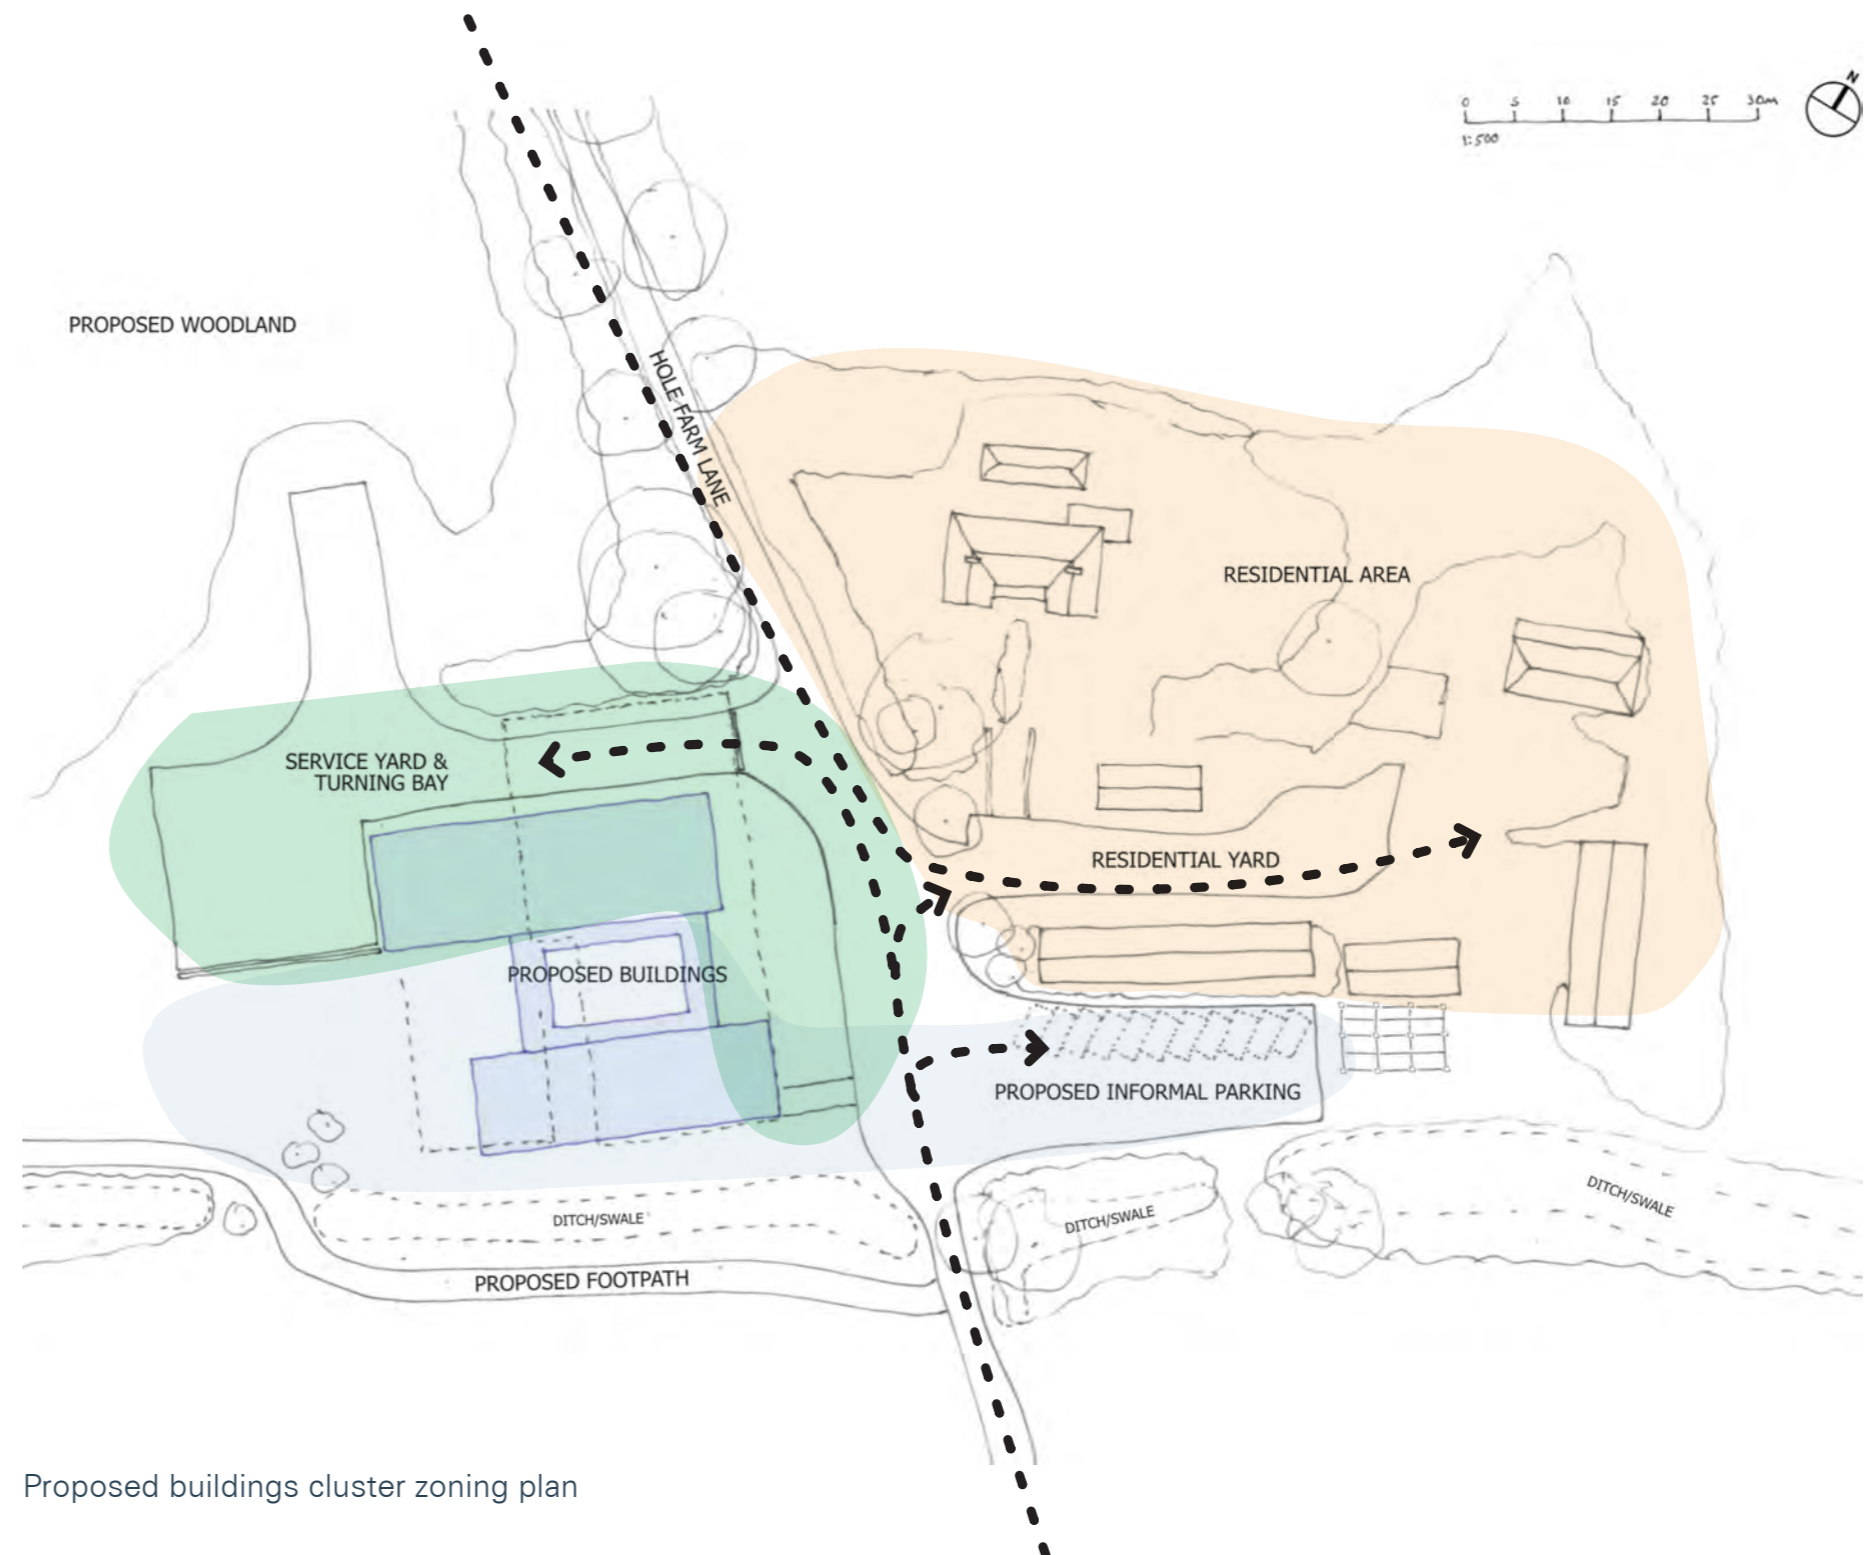 N
0 5 10 15 20 25 30m
1:500
PROPOSED WOODLAND
HOLE FARM LANE
RESIDENTIAL AREA
SERVICE YARD &
TURNING BAY
RESIDENTIAL YARD
PROPOSED BUILDINGS
PROPOSED INFORMAL PARKING
DITCH/SWALE
DITCH/SWALE
DITCH/SWALE
PROPOSED FOOTPATH
Proposed buildings cluster zoning plan